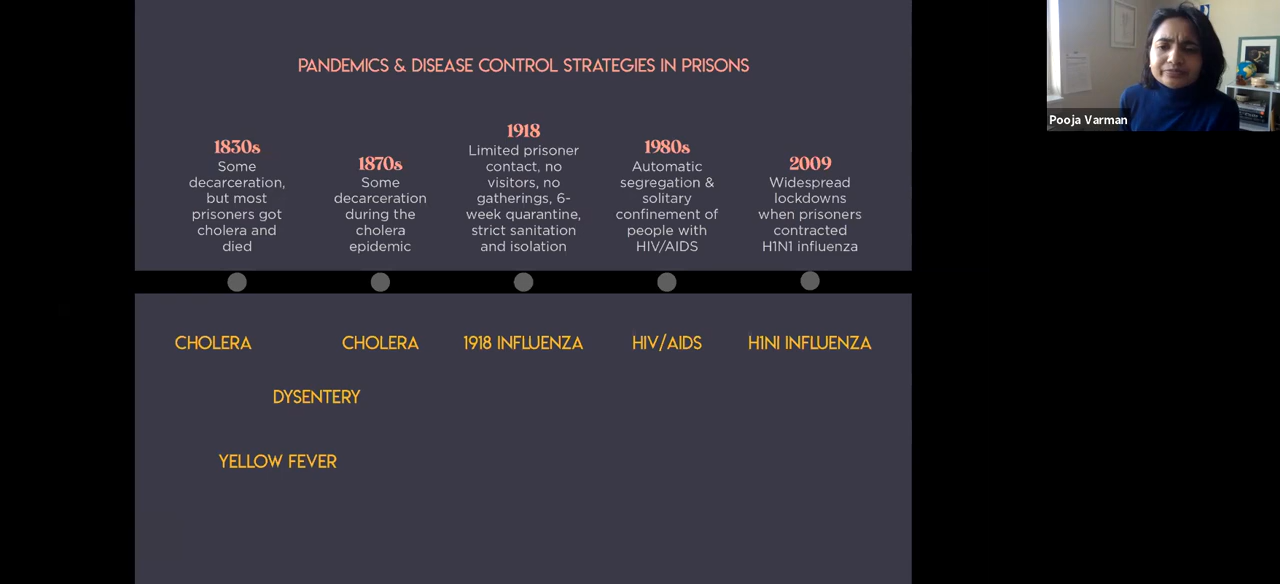 PANDEMICS & DISEASE CONTROL STRATEGIES IN PRISONS
1830s
Some
decarceration,
but most
prisoners got
cholera and
died
1870s
Some
decarceration
during the
cholera
epidemic
1918
Limited prisoner
contact, no
visitors, no
gatherings, 6-
week quarantine,
strict sanitation
and isolation
1980s
Automatic
segregation &
solitary
confinement of
people with
HIV/AIDS
2009
Widespread
lockdowns
when prisoners
contracted
H1N1 influenza
CHOLERA
CHOLERA
1918 INFLUENZA
HIV/AIDS
H1N1 INFLUENZA
DYSENTERY
YELLOW FEVER
Pooja Varman